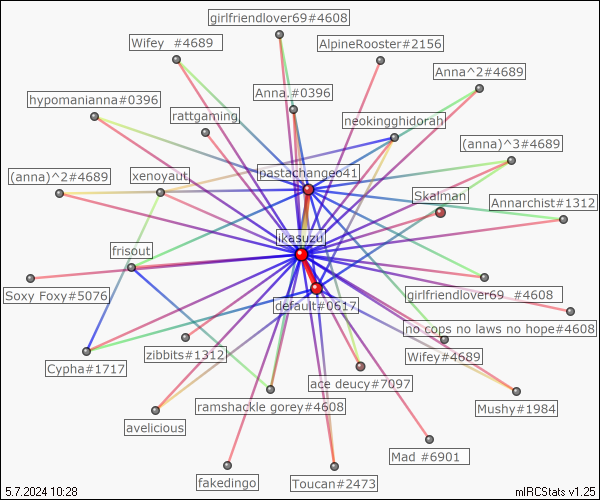 girlfriendlover69#4608
Wifey  #4689
AlpineRooster#2156
Anna^2#4689
Anna.#0396
hypomanianna#0396
rattgaming
neokingghidorah
(anna)^3#4689
pastachangeo41
(anna)^2#4689
xenoyaut
Skalman
Annarchist#1312
ikasuzu
frisout
Soxy Foxy#5076
girlfriendlover69  #4608
default#0617
no cops no laws no hope#4608
zibbits#1312
Wifey#4689
Cypha#1717
ace deucy#7097
ramshackle gorey#4608
Mushy#1984
avelicious
Mad #6901
fakedingo
Toucan#2473
5.7.2024 10:28
mIRCStats v1.25